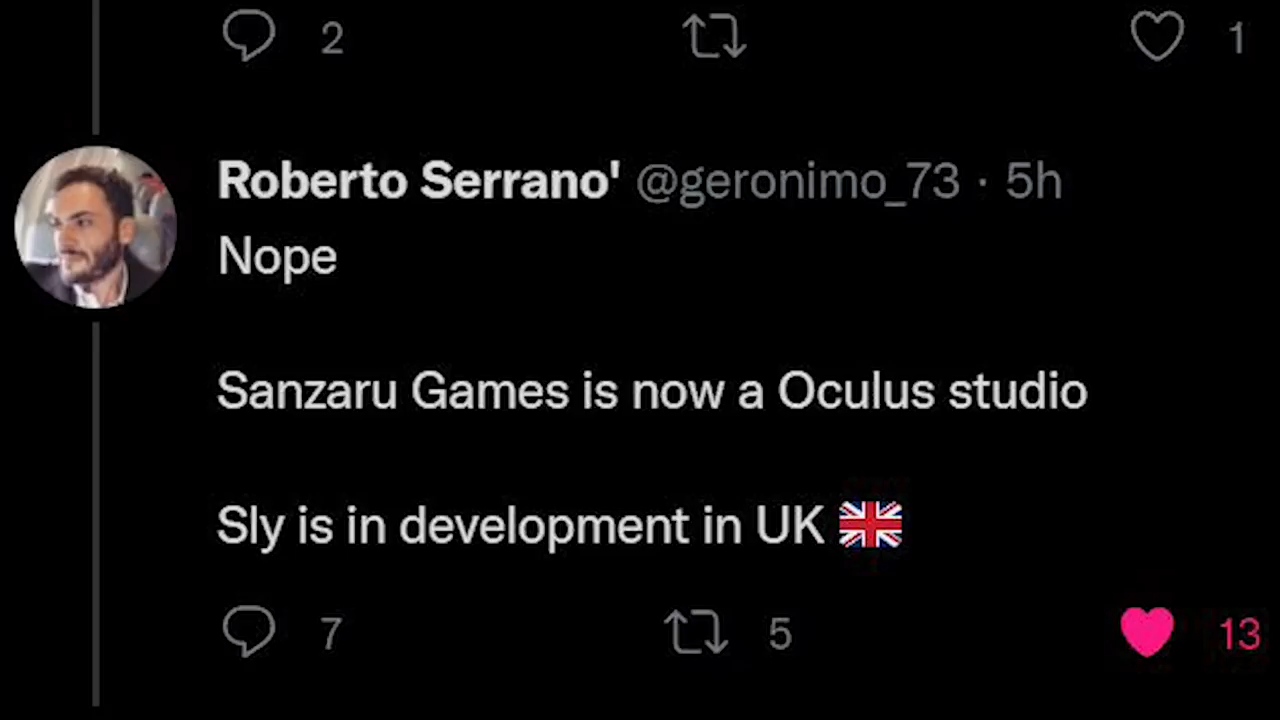 2 1
Roberto Serrano' @geronimo_73 · 5h
Nope
Sanzaru Games is now a Oculus studio
Sly is in development in UK 🇬🇧
7 5 13